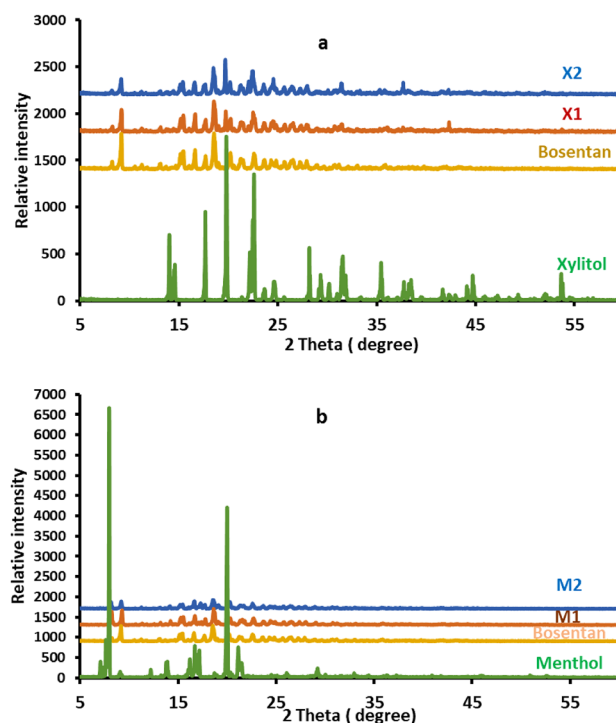 a
3000
2500
2000
1500
1000
500
0
Relative intensity
X2
X1
Bosentan
Xylitol
5 15 25 35 45 55
2 Theta ( degree)
b
7000
6500
6000
5500
5000
4500
4000
3500
3000
2500
2000
1500
1000
500
0
Relative intensity
M2
M1
Bosentan
Menthol
5 15 25 35 45 55
2 Theta ( degree)